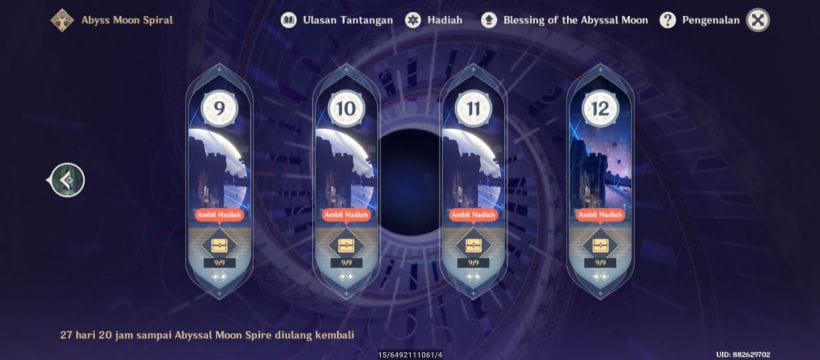 Abyss Moon Spiral
Ulasan Tantangan
Hadiah
Blessing of the Abyssal Moon
Pengenalan
9
10
11
12
Ambil Hadiah
Ambil Hadiah
Ambil Hadiah
Ambil Hadiah
9/9
9/9
9/9
9/9
27 hari 20 jam sampai Abyssal Moon Spire diulang kembali
15/6492111061/4
UID: 882629702